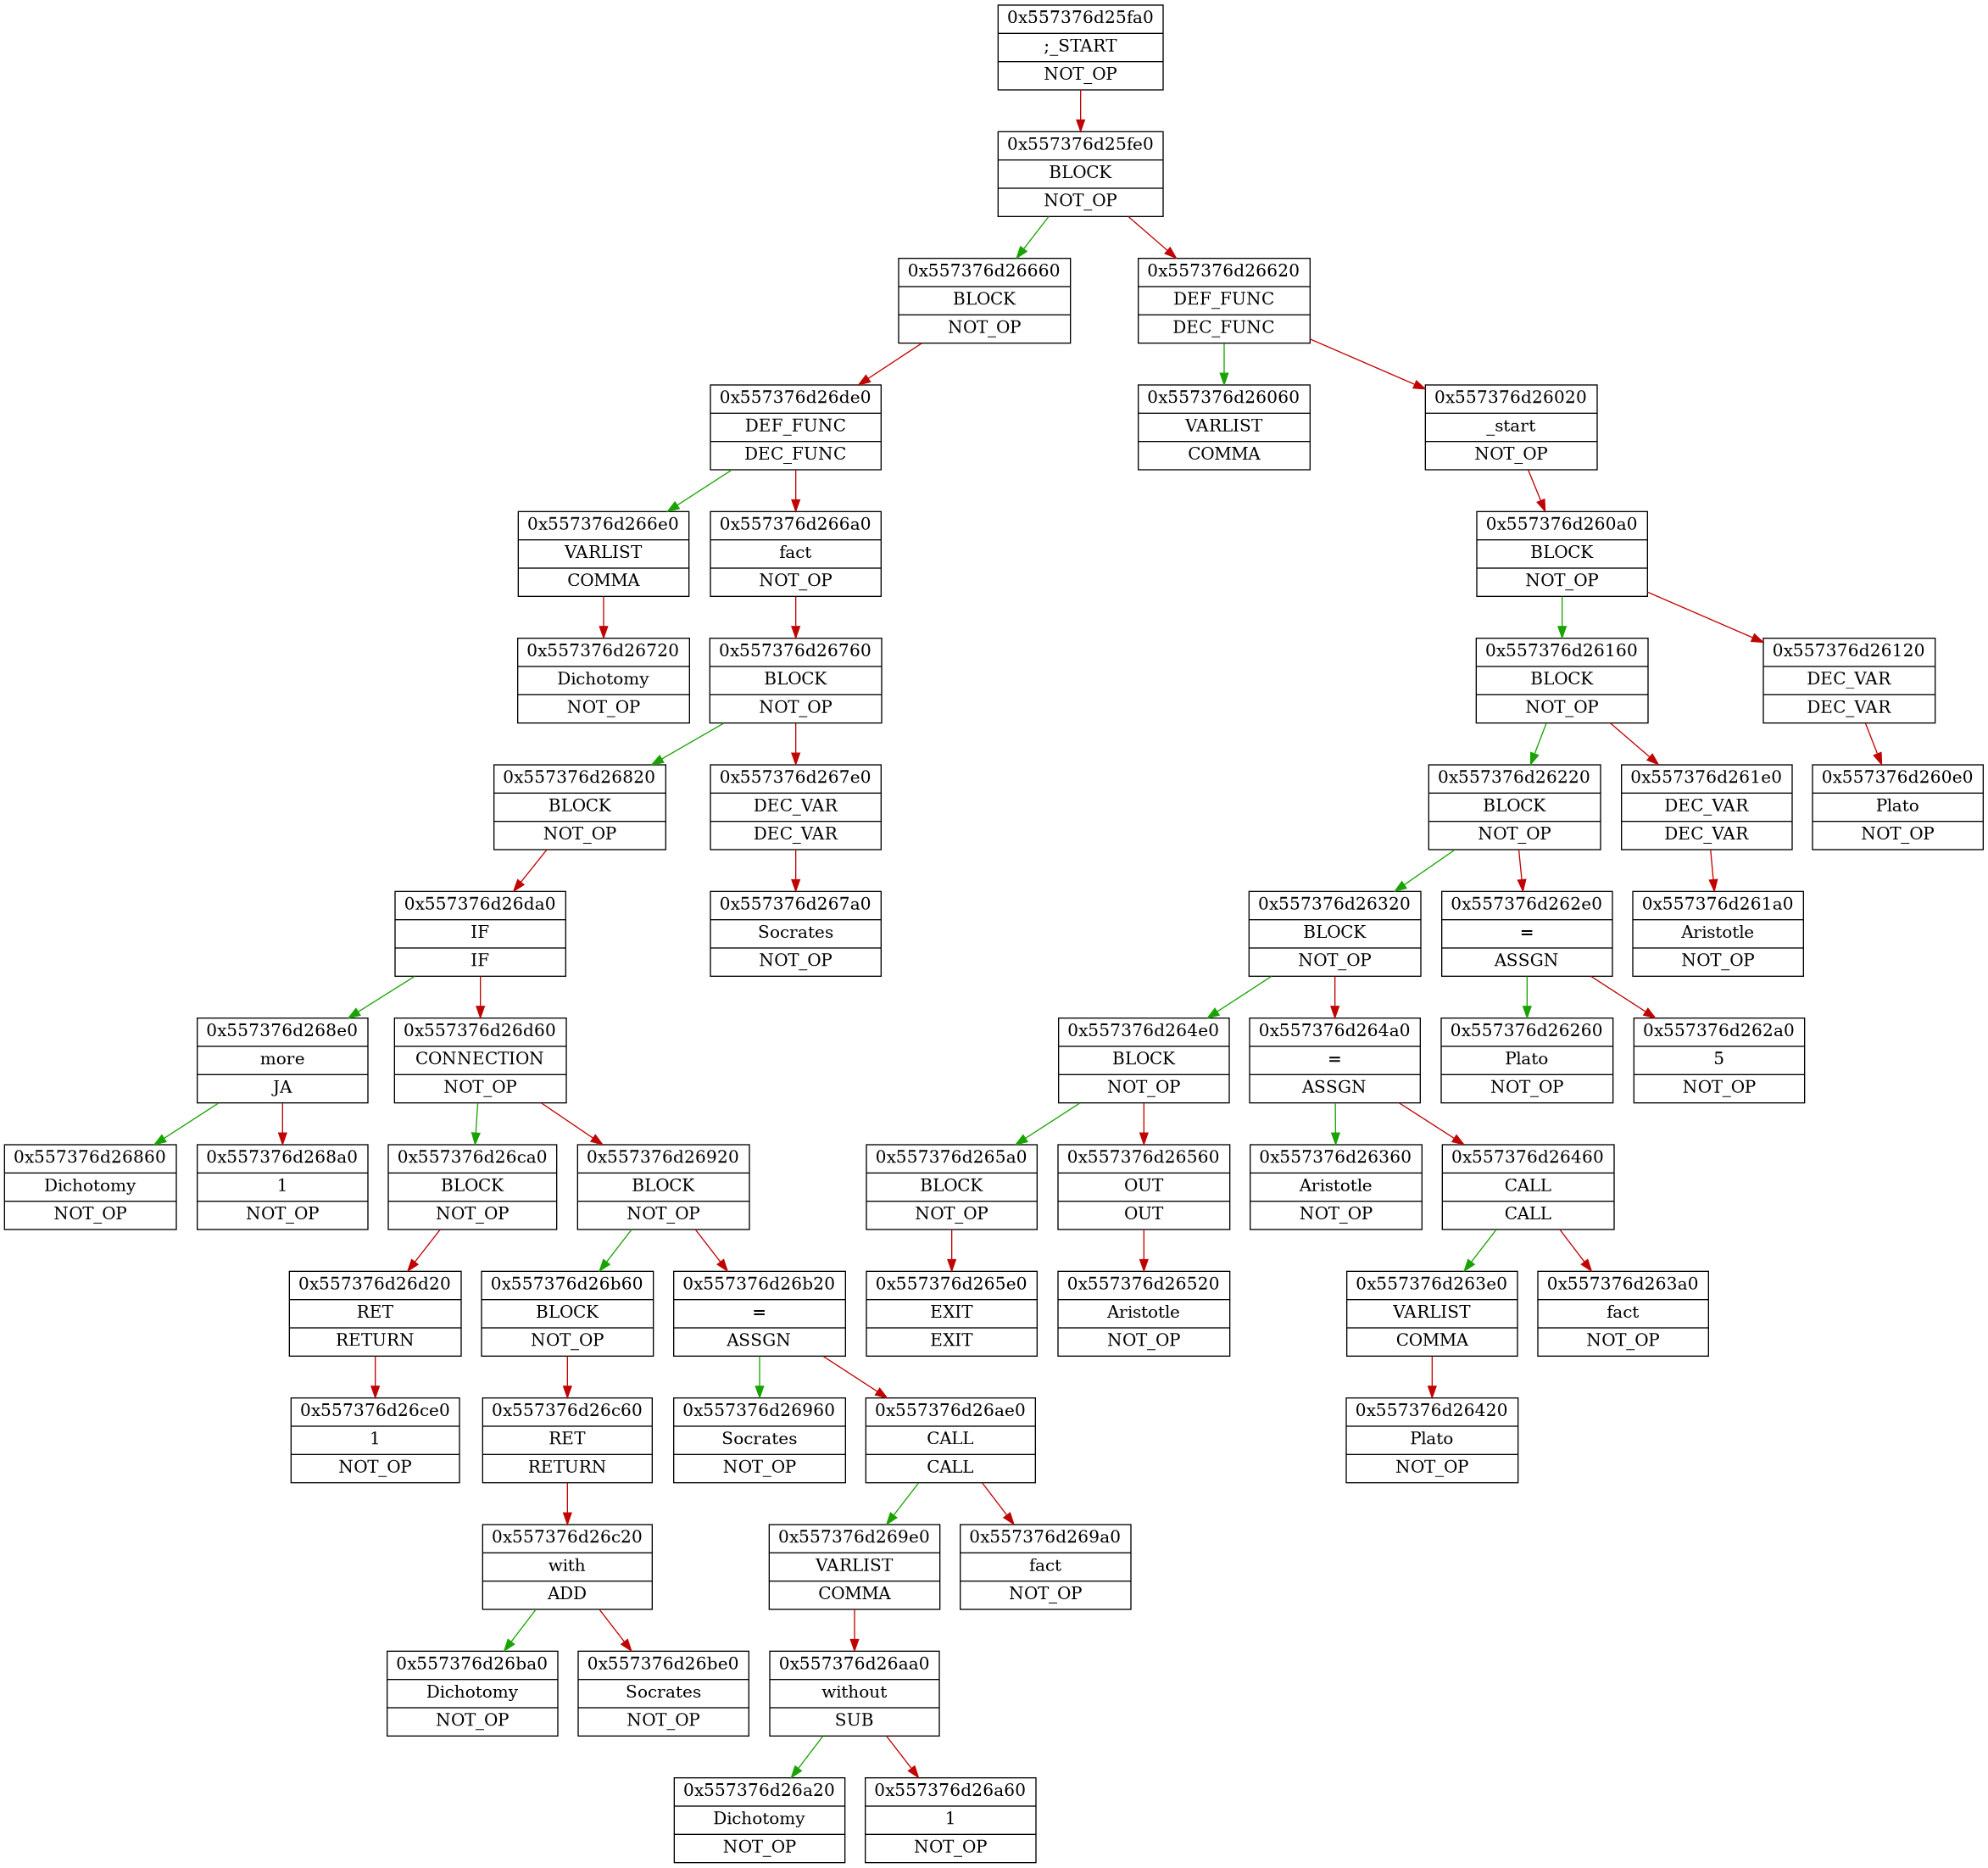 0x557376d25fa0
;_START
NOT_OP
0x557376d25fe0
BLOCK
NOT_OP
0x557376d26660
BLOCK
NOT_OP
0x557376d26620
DEF_FUNC
DEC_FUNC
0x557376d26de0
DEF_FUNC
DEC_FUNC
0x557376d26060
VARLIST
COMMA
0x557376d26020
_start
NOT_OP
0x557376d266e0
VARLIST
COMMA
0x557376d266a0
fact
NOT_OP
0x557376d260a0
BLOCK
NOT_OP
0x557376d26720
Dichotomy
NOT_OP
0x557376d26760
BLOCK
NOT_OP
0x557376d26160
BLOCK
NOT_OP
0x557376d26120
DEC_VAR
DEC_VAR
0x557376d26820
BLOCK
NOT_OP
0x557376d267e0
DEC_VAR
DEC_VAR
0x557376d26220
BLOCK
NOT_OP
0x557376d261e0
DEC_VAR
DEC_VAR
0x557376d260e0
Plato
NOT_OP
0x557376d26da0
IF
IF
0x557376d267a0
Socrates
NOT_OP
0x557376d26320
BLOCK
NOT_OP
0x557376d262e0
=
ASSGN
0x557376d261a0
Aristotle
NOT_OP
0x557376d268e0
more
JA
0x557376d26d60
CONNECTION
NOT_OP
0x557376d264e0
BLOCK
NOT_OP
0x557376d264a0
=
ASSGN
0x557376d26260
Plato
NOT_OP
0x557376d262a0
5
NOT_OP
0x557376d26860
Dichotomy
NOT_OP
0x557376d268a0
1
NOT_OP
0x557376d26ca0
BLOCK
NOT_OP
0x557376d26920
BLOCK
NOT_OP
0x557376d265a0
BLOCK
NOT_OP
0x557376d26560
OUT
OUT
0x557376d26360
Aristotle
NOT_OP
0x557376d26460
CALL
CALL
0x557376d26d20
RET
RETURN
0x557376d26b60
BLOCK
NOT_OP
0x557376d26b20
=
ASSGN
0x557376d265e0
EXIT
EXIT
0x557376d26520
Aristotle
NOT_OP
0x557376d263e0
VARLIST
COMMA
0x557376d263a0
fact
NOT_OP
0x557376d26ce0
1
NOT_OP
0x557376d26c60
RET
RETURN
0x557376d26960
Socrates
NOT_OP
0x557376d26ae0
CALL
CALL
0x557376d26420
Plato
NOT_OP
0x557376d26c20
with
ADD
0x557376d269e0
VARLIST
COMMA
0x557376d269a0
fact
NOT_OP
0x557376d26ba0
Dichotomy
NOT_OP
0x557376d26be0
Socrates
NOT_OP
0x557376d26aa0
without
SUB
0x557376d26a20
Dichotomy
NOT_OP
0x557376d26a60
1
NOT_OP